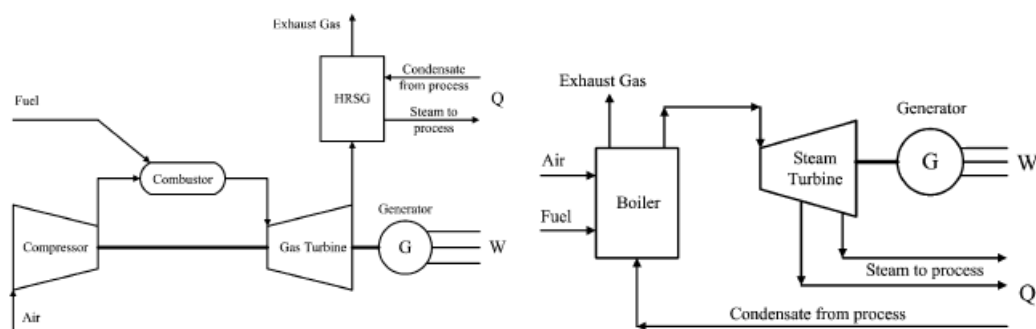 Exhaust Gas
Fuel
HRSG
Condensate
from process
Q
Steam to
process
Combustor
Generator
Compressor
Gas Turbine
G
W
Air
Exhaust Gas
Generator
Air
Steam
Turbine
G
W
Boiler
Fuel
Steam to process
Q
Condensate from process